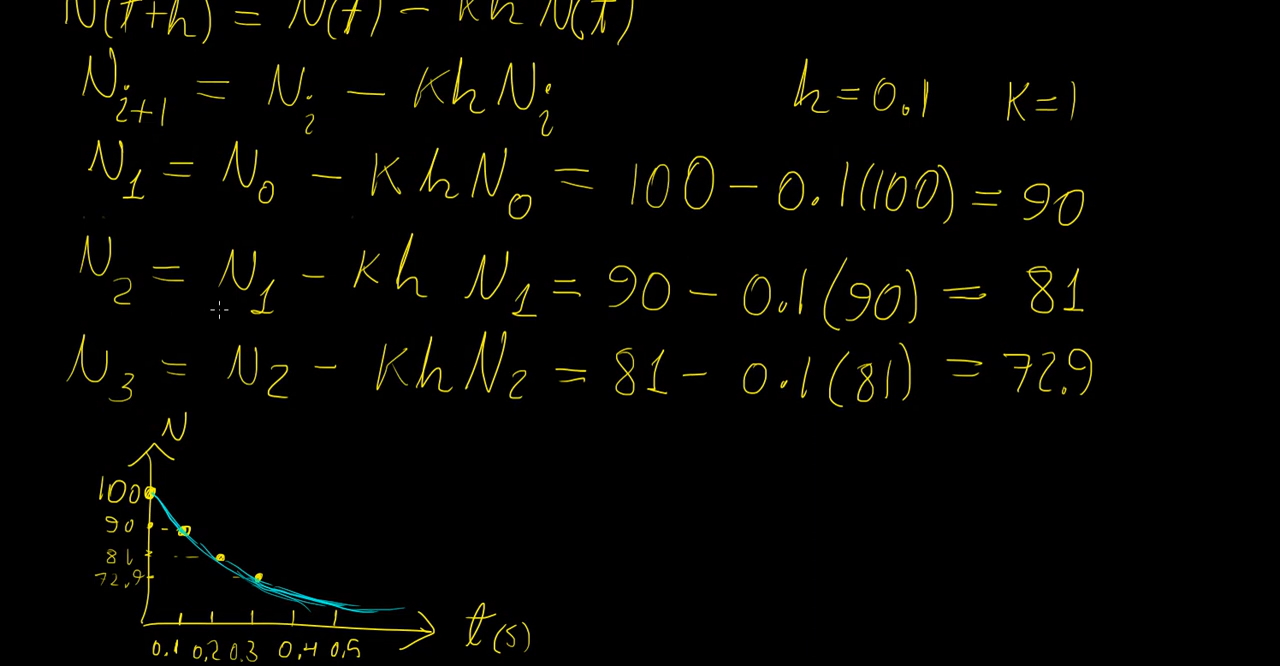 N(t+h) = N(t) - KhN(t)
N_{i+1} = N_i - KhN_i   h=0.1   K=1
N_1 = N_0 - KhN_0 = 100 - 0.1(100) = 90
N_2 = N_1 - Kh N_1 = 90 - 0.1(90) = 81
N_3 = N_2 - KhN_2 = 81 - 0.1(81) = 72.9
N
100
90
81
72.9
0.1 0.2 0.3 0.4 0.5
t(s)